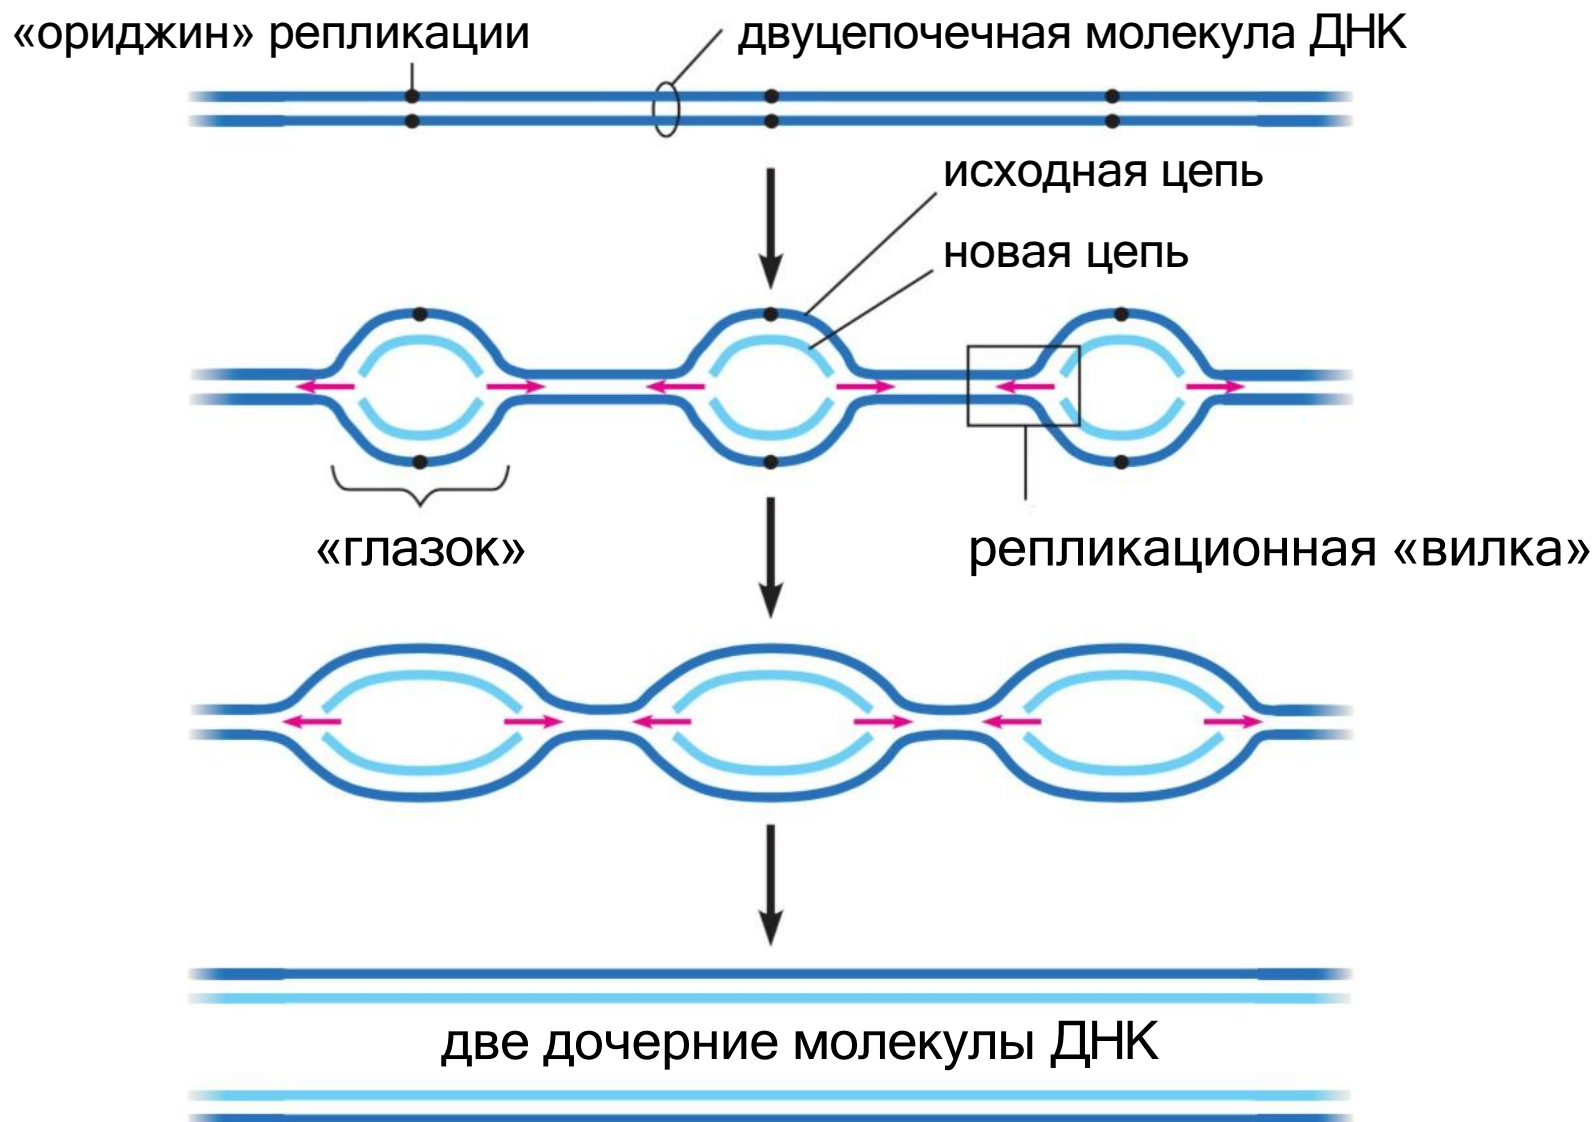 «ориджин» репликации
двуцепочечная молекула ДНК
исходная цепь
новая цепь
«глазок»
репликационная «вилка»
две дочерние молекулы ДНК